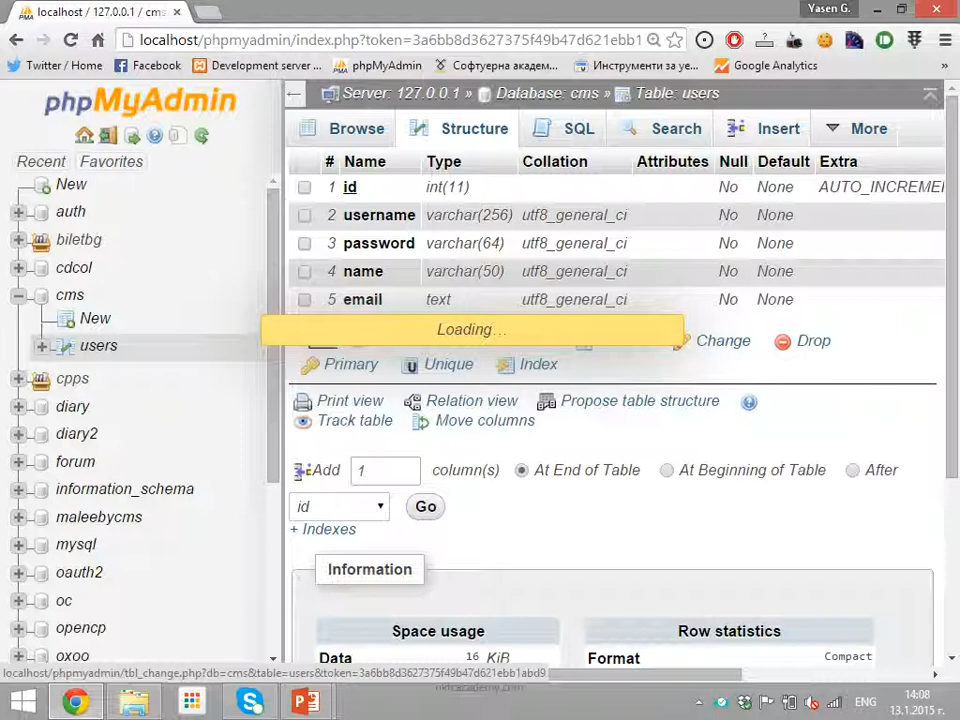 Yasen G.
localhost / 127.0.0.1 / cms
localhost/phpmyadmin/index.php?token=3a6bb8d3627375f49b47d621ebb1
Twitter / Home
Facebook
Development server ...
phpMyAdmin
Софтуерна академ...
Инструменти за уе...
Google Analytics
phpMyAdmin
Recent
Favorites
New
auth
biletbg
cdcol
cms
New
users
cpps
diary
diary2
forum
information_schema
maleebycms
mysql
oauth2
oc
opencp
oxoo
Server: 127.0.0.1 » Database: cms » Table: users
Browse
Structure
SQL
Search
Insert
More
# Name Type Collation Attributes Null Default Extra
1 id int(11) No None AUTO_INCREME
2 username varchar(256) utf8_general_ci No None
3 password varchar(64) utf8_general_ci No None
4 name varchar(50) utf8_general_ci No None
5 email text utf8_general_ci No None
Loading...
Change
Drop
Primary
Unique
Index
Print view
Relation view
Propose table structure
Track table
Move columns
Add 1 column(s) At End of Table At Beginning of Table After
id Go
+ Indexes
Information
Space usage
Row statistics
Data 16 KiB
Format Compact
localhost/phpmyadmin/tbl_change.php?db=cms&table=users&token=3a6bb8d3627375f49b47d621ebb1abd9
ЕНГ
14:08
13.1.2015 г.